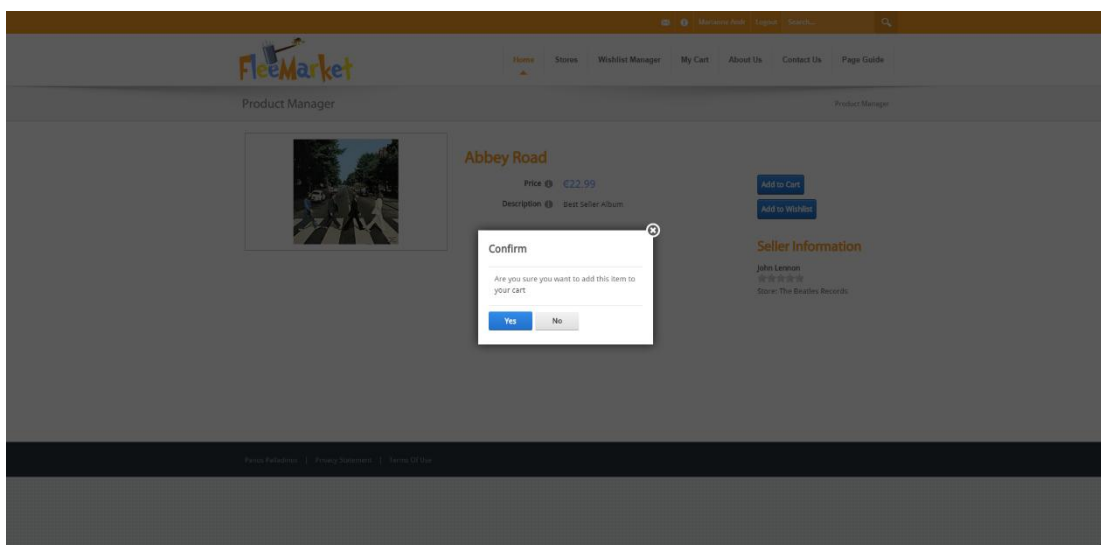 Logout Search...
FleeMarket
Home Stores Wishlist Manager My Cart About Us Contact Us Page Guide
Product Manager
Product Manager
Abbey Road
Price €22.99
Description Best Seller Album
Add to Cart
Add to Wishlist
Confirm
Are you sure you want to add this item to
your cart
Yes No
Seller Information
John Lennon
Store: The Beatles Records
Privacy Statement | Terms Of Use